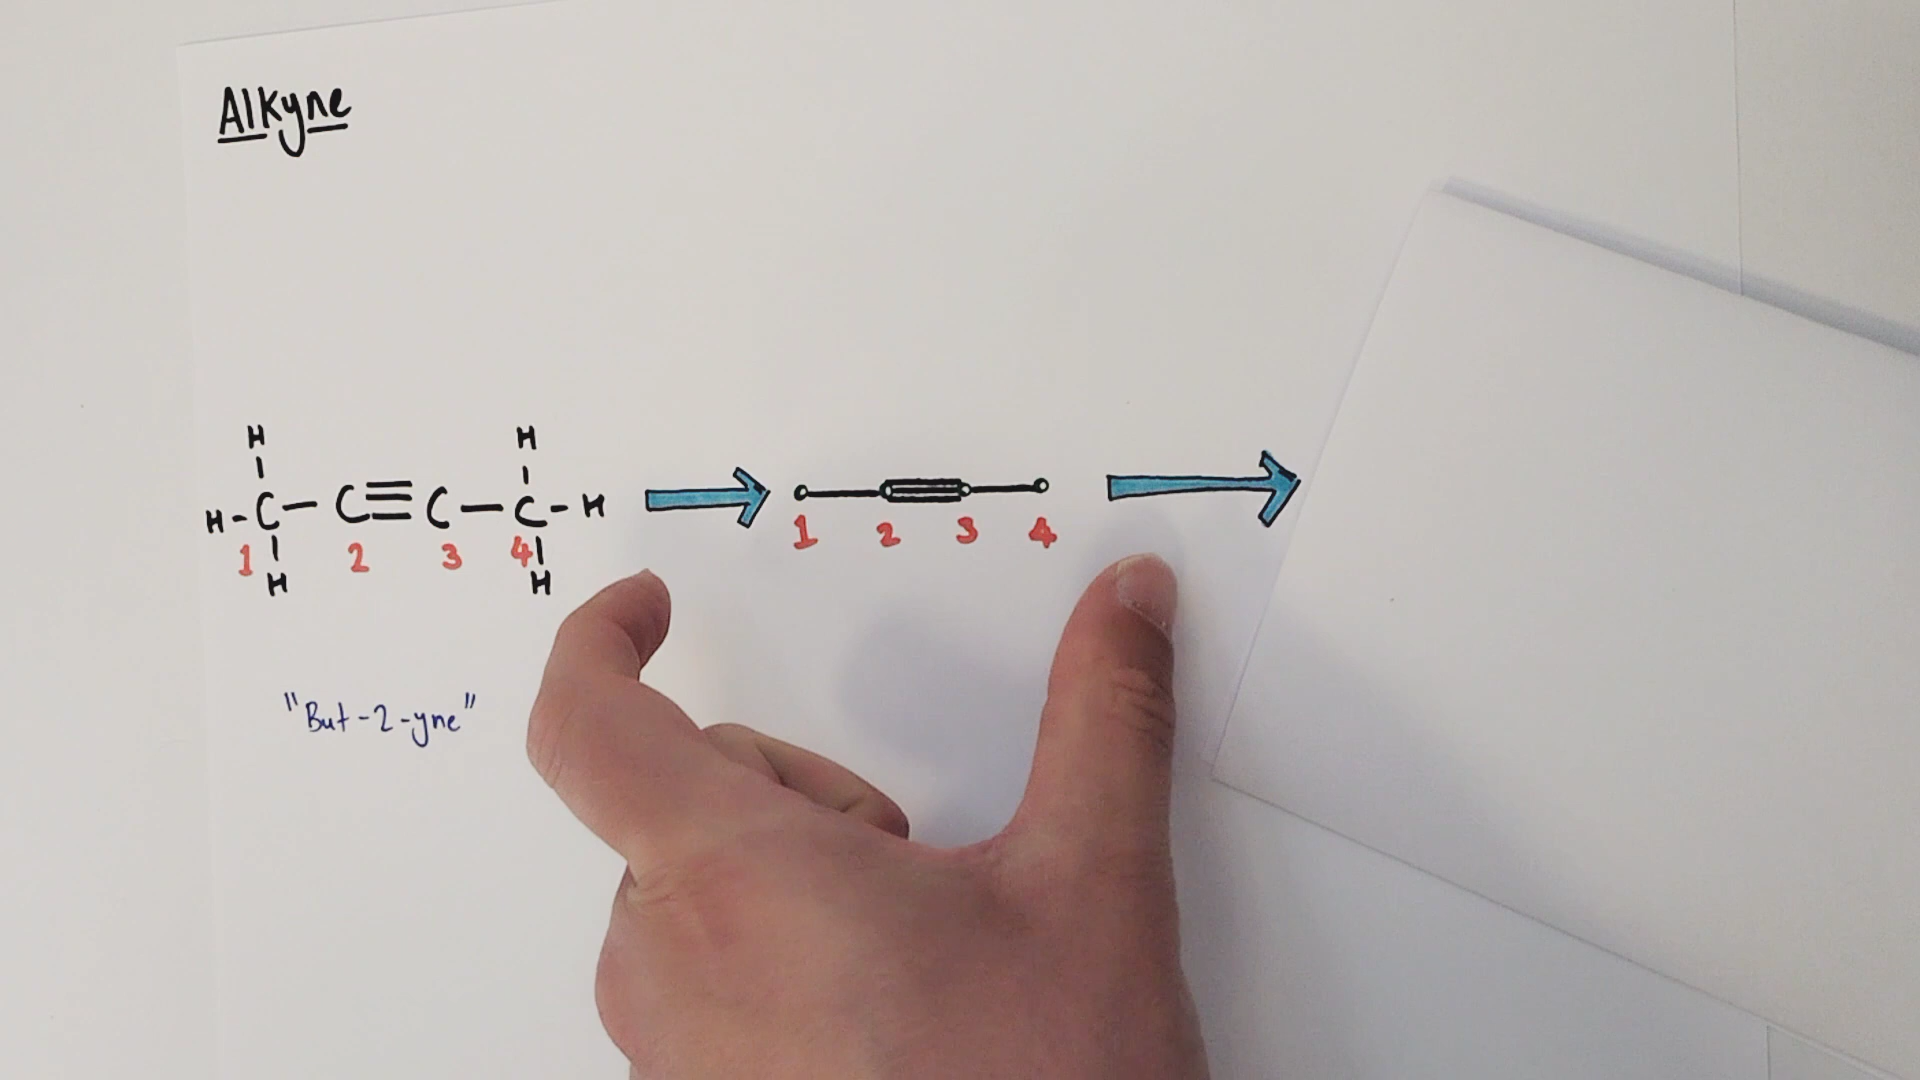 Alkyne
H H
H-C-C≡C-C-H
1 2 3 4
H H
1 2 3 4
"But-2-yne"